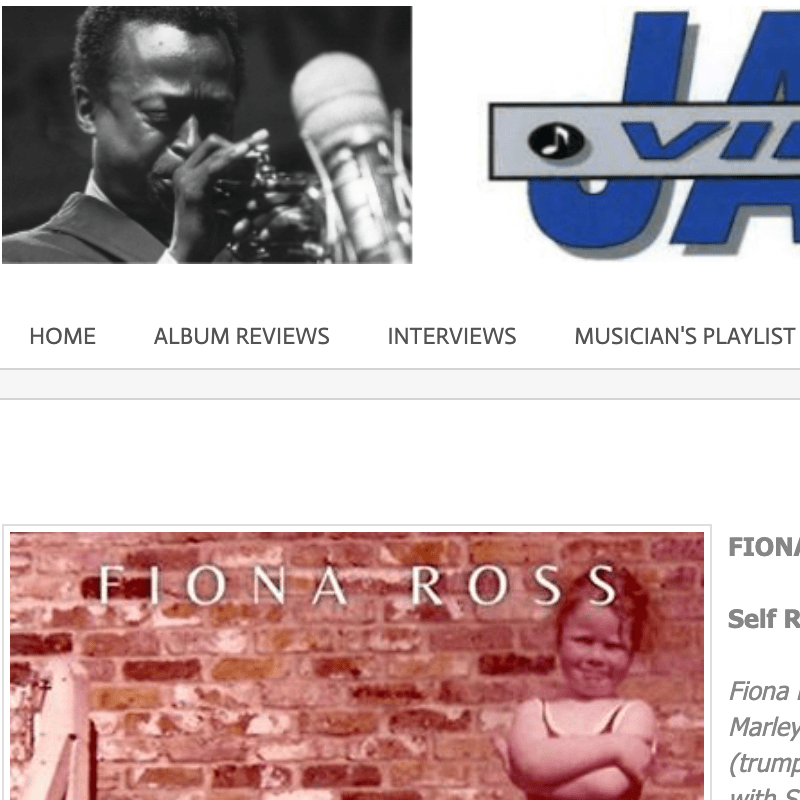 JA
VI
HOME ALBUM REVIEWS INTERVIEWS MUSICIAN'S PLAYLIST
FIONA ROSS
FIONA
Self R
Fiona
Marley
(trump
with S